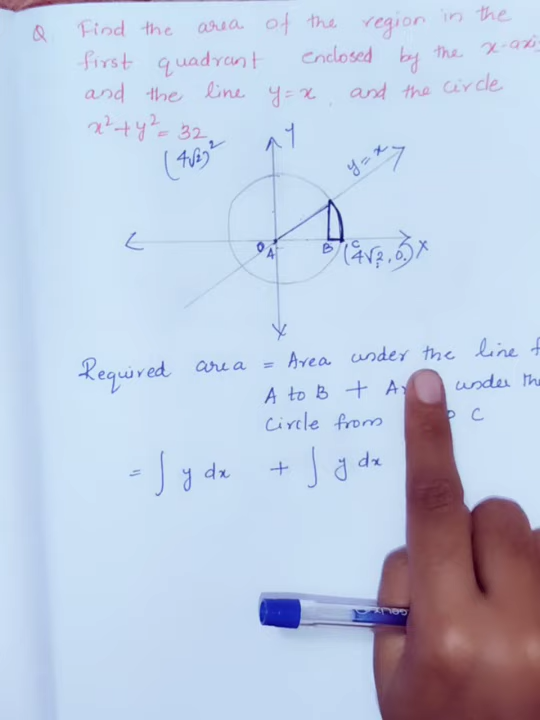 Q. Find the area of the region in the
first quadrant enclosed by the x-axis
and the line y=x, and the circle
x²+y²= 32
(4√2)²
Y
y=x
O
A
B
C
(4√2, 0)
X
Required area = Area under the line
A to B + under the
Circle from C
= ∫ y dx + ∫ y dx